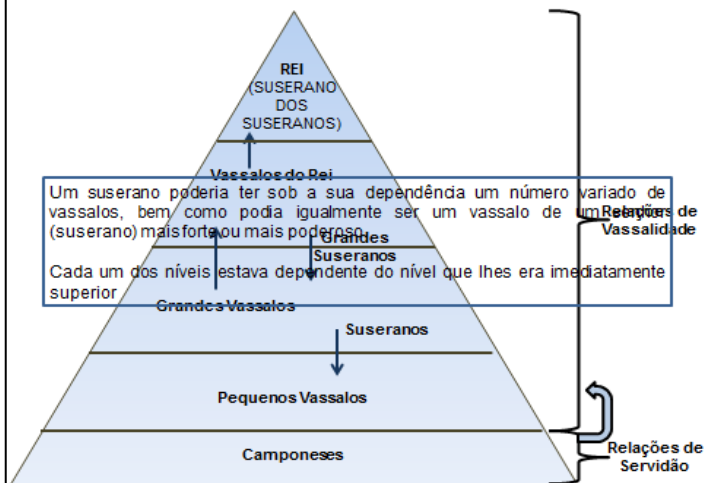 REI
(SUSERANO
DOS
SUSERANOS)
Vassalos do Rei
Um suserano poderia ter sob a sua dependência um número variado de
vassalos, bem como podia igualmente ser um vassalo de um
(suserano) mais forte ou mais poderoso
Relações de
Vassalidade
Grandes
Suseranos
Cada um dos níveis estava dependente do nível que lhes era imediatamente
superior
Grandes Vassalos
Suseranos
Pequenos Vassalos
Camponeses
Relações de
Servidão